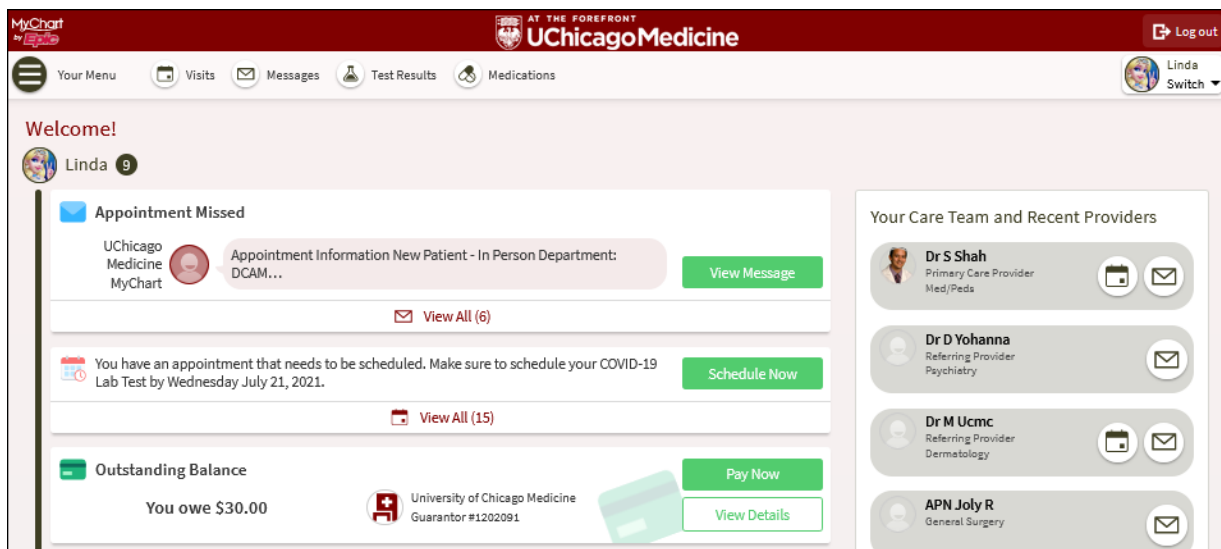 MyChart
by Epic
AT THE FOREFRONT
UChicago Medicine
Log out
Your Menu
Visits
Messages
Test Results
Medications
Linda
Switch
Welcome!
Linda 9
Appointment Missed
UChicago
Medicine
MyChart
Appointment Information New Patient - In Person Department:
DCAM...
View Message
View All (6)
You have an appointment that needs to be scheduled. Make sure to schedule your COVID-19
Lab Test by Wednesday July 21, 2021.
Schedule Now
View All (15)
Outstanding Balance
You owe $30.00
University of Chicago Medicine
Guarantor #1202091
Pay Now
View Details
Your Care Team and Recent Providers
Dr S Shah
Primary Care Provider
Med/Peds
Dr D Yohanna
Referring Provider
Psychiatry
Dr M Ucmc
Referring Provider
Dermatology
APN Joly R
General Surgery